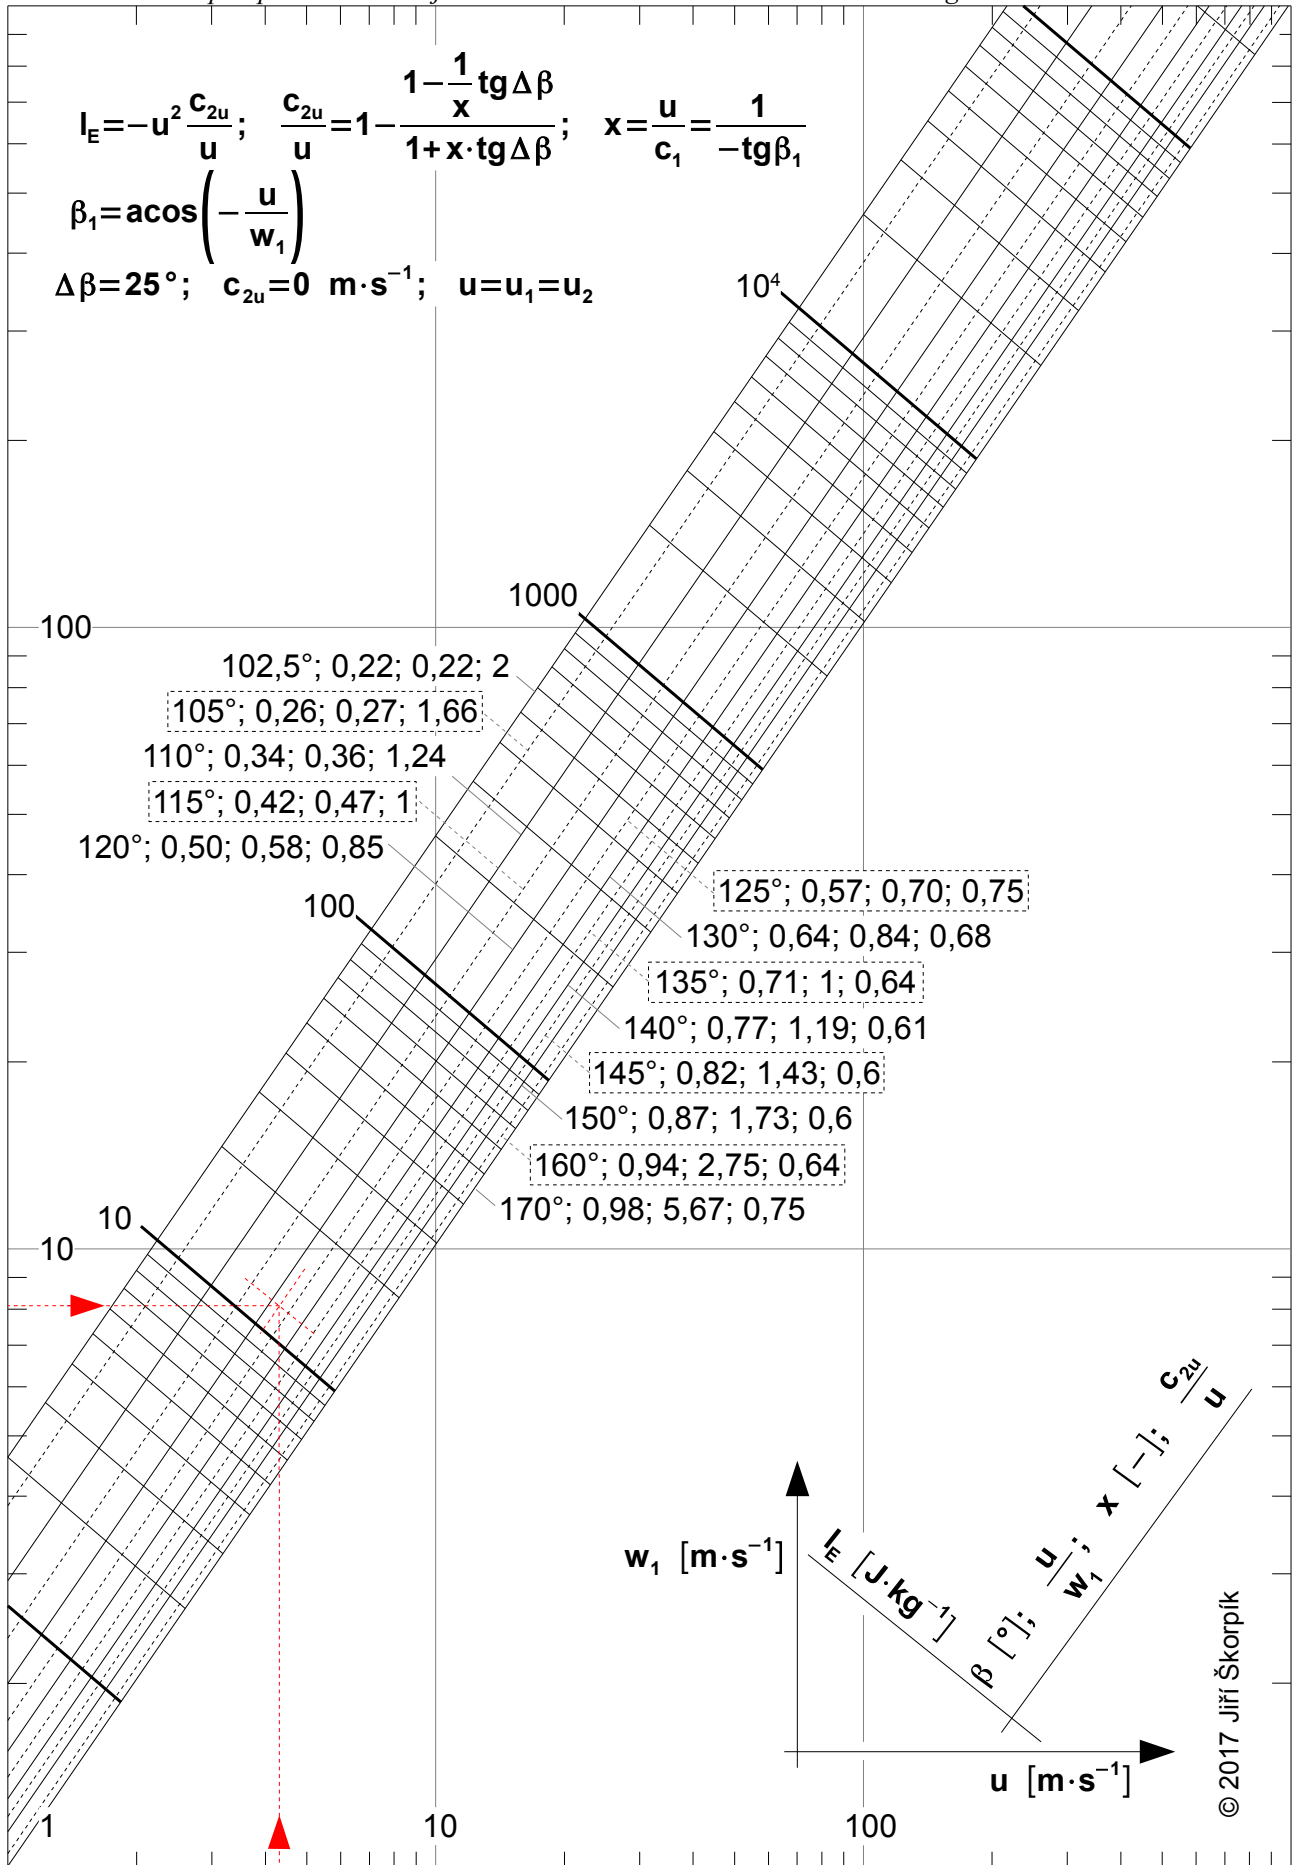 l_E=−u² c_2u/u; c_2u/u=1−(1−1/x tgΔβ)/(1+x·tgΔβ); x=u/c_1=1/(−tgβ_1)
β_1=acos(−u/w_1)
Δβ=25°; c_2u=0 m·s⁻¹; u=u_1=u_2
10⁴
1000
100
102,5°; 0,22; 0,22; 2
105°; 0,26; 0,27; 1,66
110°; 0,34; 0,36; 1,24
115°; 0,42; 0,47; 1
120°; 0,50; 0,58; 0,85
125°; 0,57; 0,70; 0,75
100
130°; 0,64; 0,84; 0,68
135°; 0,71; 1; 0,64
140°; 0,77; 1,19; 0,61
145°; 0,82; 1,43; 0,6
150°; 0,87; 1,73; 0,6
160°; 0,94; 2,75; 0,64
170°; 0,98; 5,67; 0,75
10
10
w_1 [m·s⁻¹]
l_E [J·kg⁻¹]
β [°]; u/w_1; x [−]; c_2u/u
u [m·s⁻¹]
© 2017 Jiří Škorpík
1
10
100